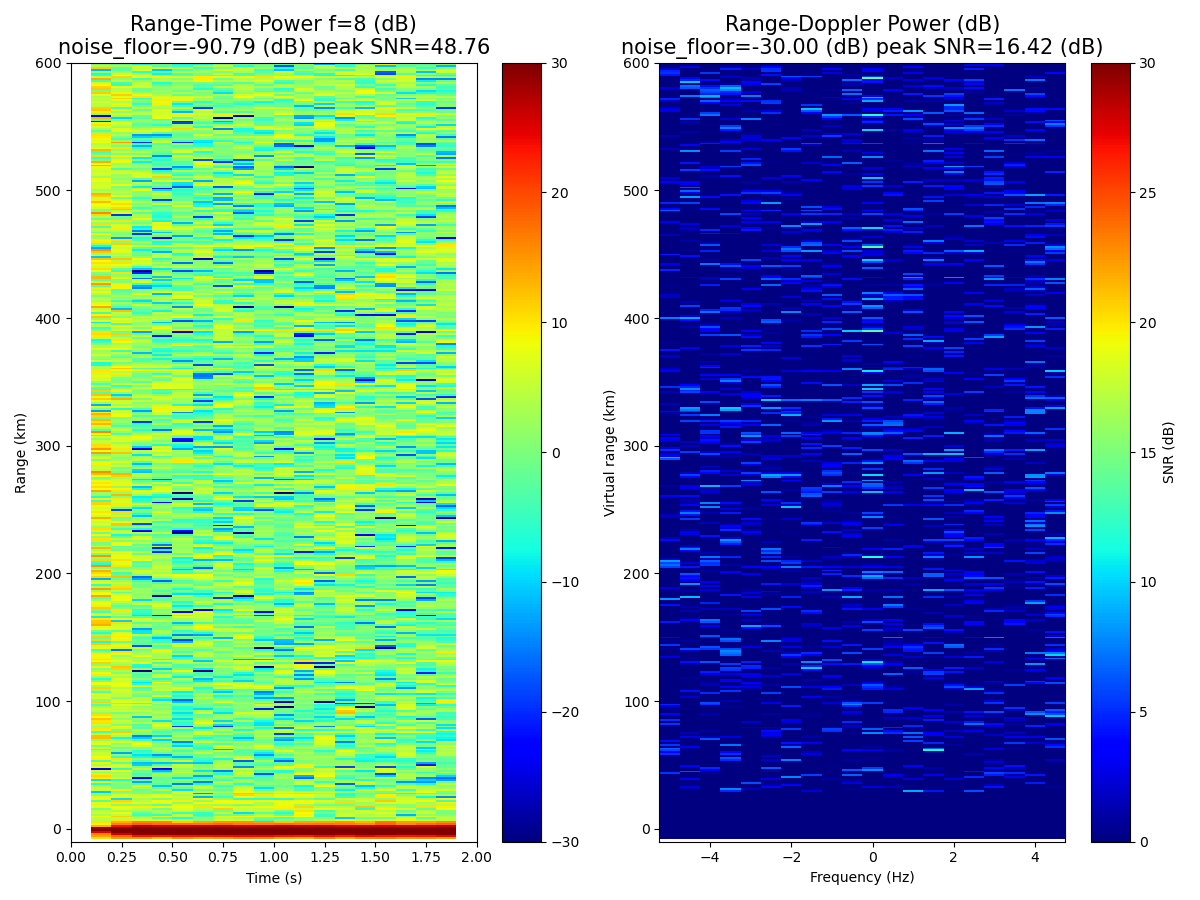 Range-Time Power f=8 (dB)
noise_floor=-90.79 (dB) peak SNR=48.76
Range (km)
600
500
400
300
200
100
0
0.00 0.25 0.50 0.75 1.00 1.25 1.50 1.75 2.00
Time (s)
30
20
10
0
−10
−20
−30
Range-Doppler Power (dB)
noise_floor=-30.00 (dB) peak SNR=16.42 (dB)
Virtual range (km)
600
500
400
300
200
100
0
−4 −2 0 2 4
Frequency (Hz)
30
25
20
15
10
5
0
SNR (dB)